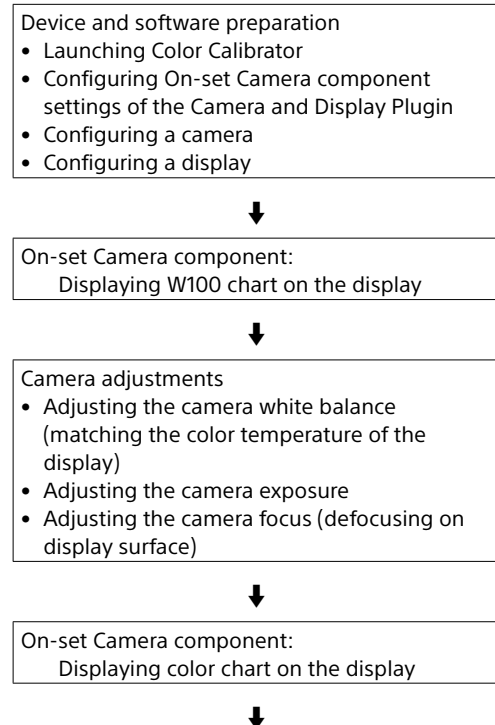 Device and software preparation
• Launching Color Calibrator
• Configuring On-set Camera component
settings of the Camera and Display Plugin
• Configuring a camera
• Configuring a display
On-set Camera component:
Displaying W100 chart on the display
Camera adjustments
• Adjusting the camera white balance
(matching the color temperature of the
display)
• Adjusting the camera exposure
• Adjusting the camera focus (defocusing on
display surface)
On-set Camera component:
Displaying color chart on the display